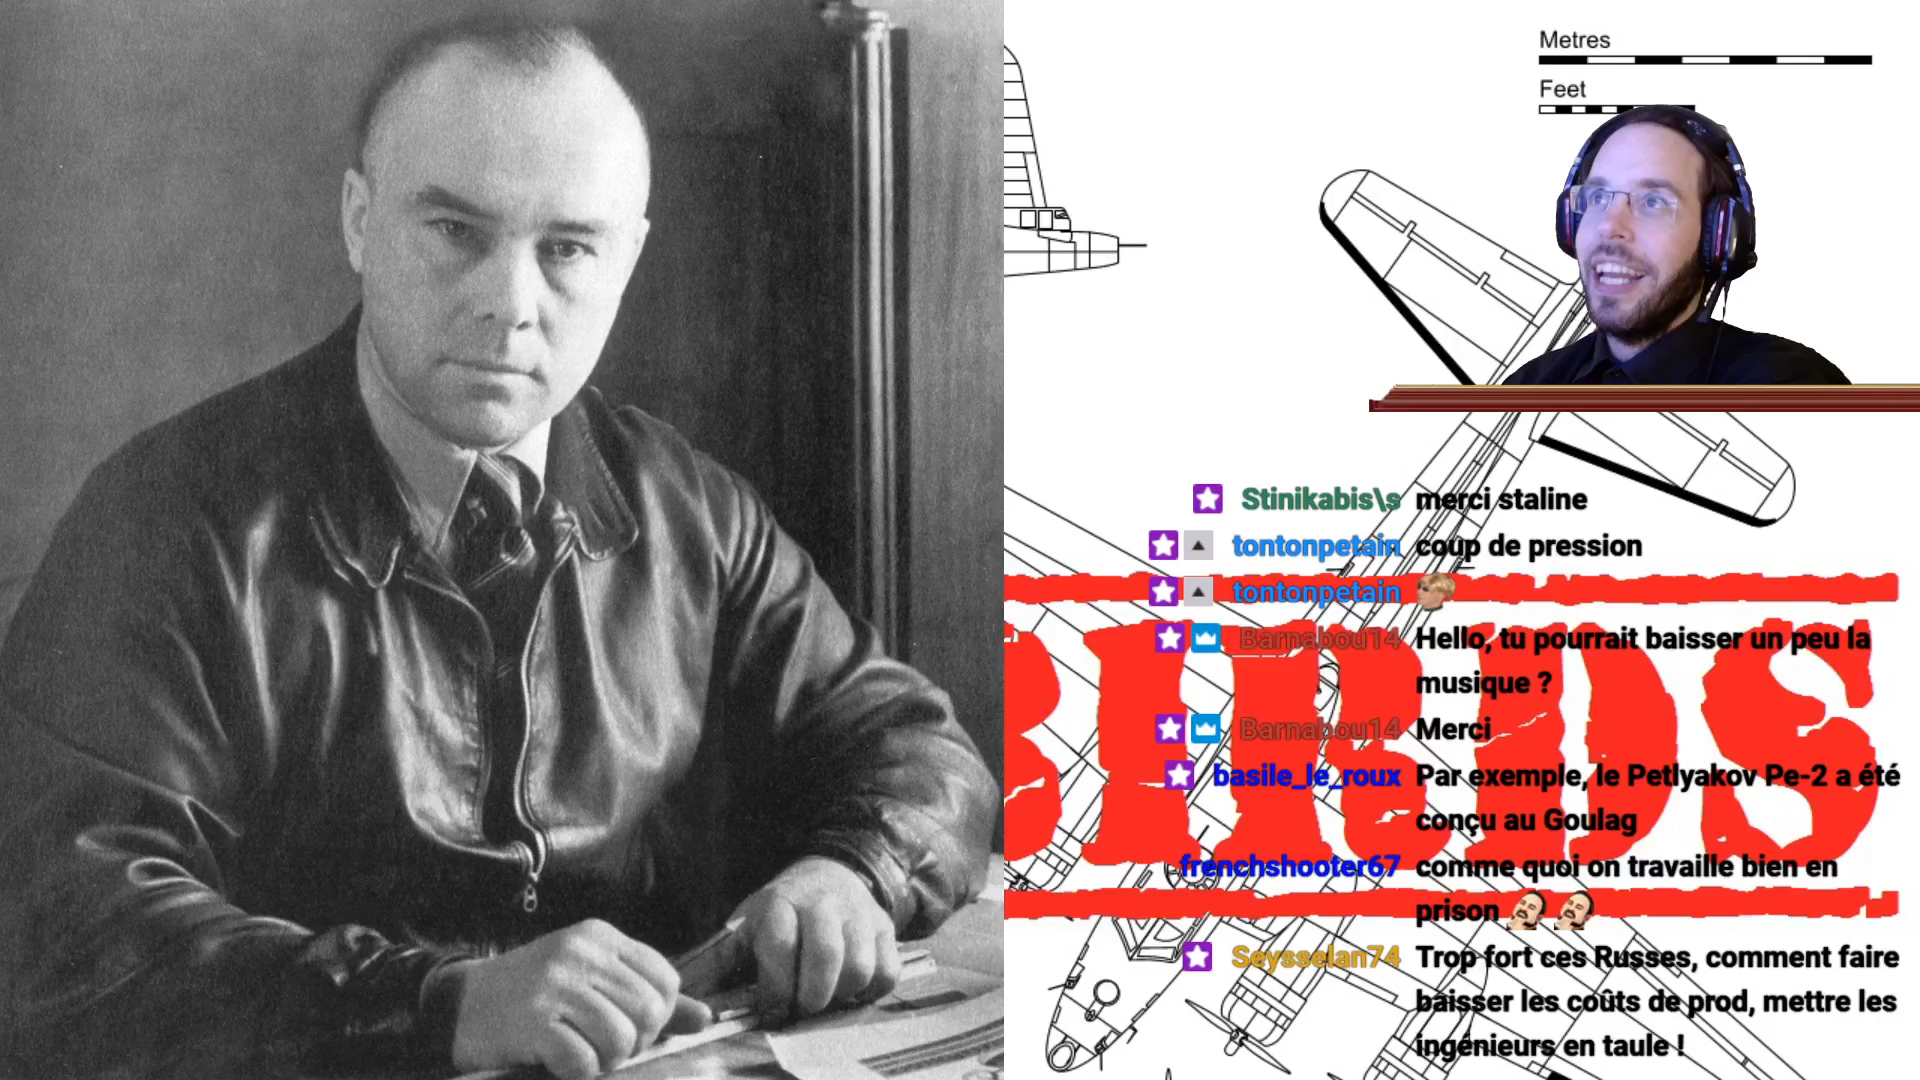 Metres
Feet
Stinikabis\s merci staline
tontonpetain coup de pression
tontonpetain
Barnabou14 Hello, tu pourrait baisser un peu la
musique ?
Barnabou14 Merci
basile_le_roux Par exemple, le Petlyakov Pe-2 a été
conçu au Goulag
frenchshooter67 comme quoi on travaille bien en
prison
Seysselan74 Trop fort ces Russes, comment faire
baisser les coûts de prod, mettre les
ingénieurs en taule !
BIRDS